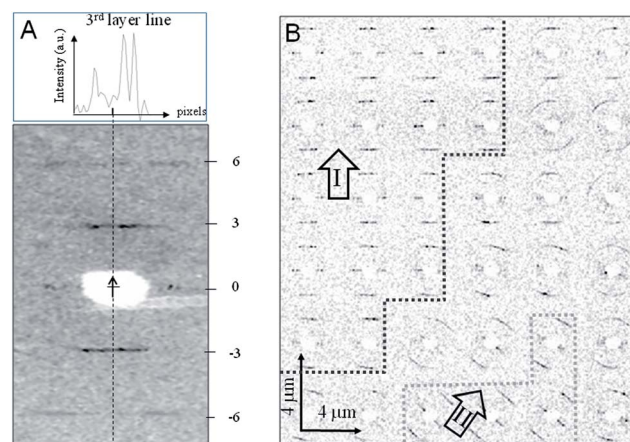 A
3rd layer line
Intensity (a.u.)
pixels
6
3
0
-3
-6
B
I
II
4 μm
4 μm